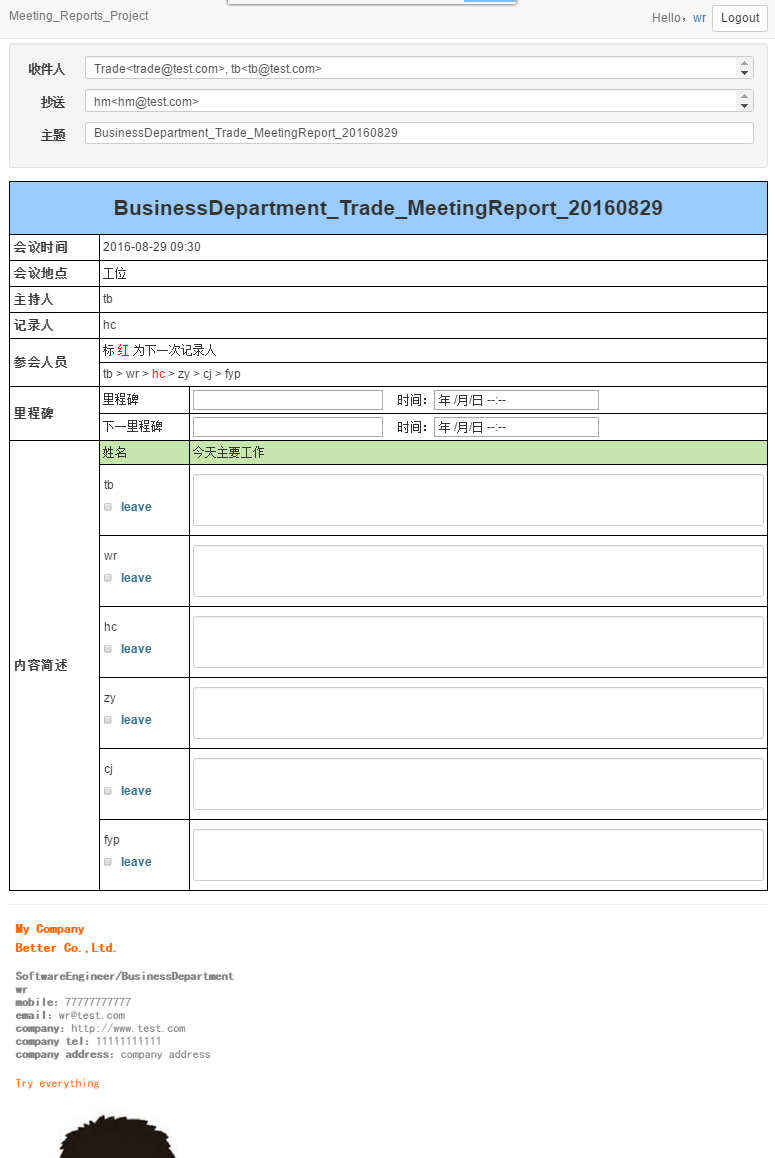 Meeting_Reports_Project
Hello，wr Logout
收件人 Trade<trade@test.com>, tb<tb@test.com>
抄送 hm<hm@test.com>
主题 BusinessDepartment_Trade_MeetingReport_20160829
BusinessDepartment_Trade_MeetingReport_20160829
会议时间 2016-08-29 09:30
会议地点 工位
主持人 tb
记录人 hc
参会人员 标 红 为下一次记录人
tb > wr > hc > zy > cj > fyp
里程碑 里程碑 时间： 年 /月/日 --:--
下一里程碑 时间： 年 /月/日 --:--
内容简述 姓名 今天主要工作
tb
leave
wr
leave
hc
leave
zy
leave
cj
leave
fyp
leave
My Company
Better Co.,Ltd.
SoftwareEngineer/BusinessDepartment
wr
mobile: 77777777777
email: wr@test.com
company: http://www.test.com
company tel: 11111111111
company address: company address
Try everything